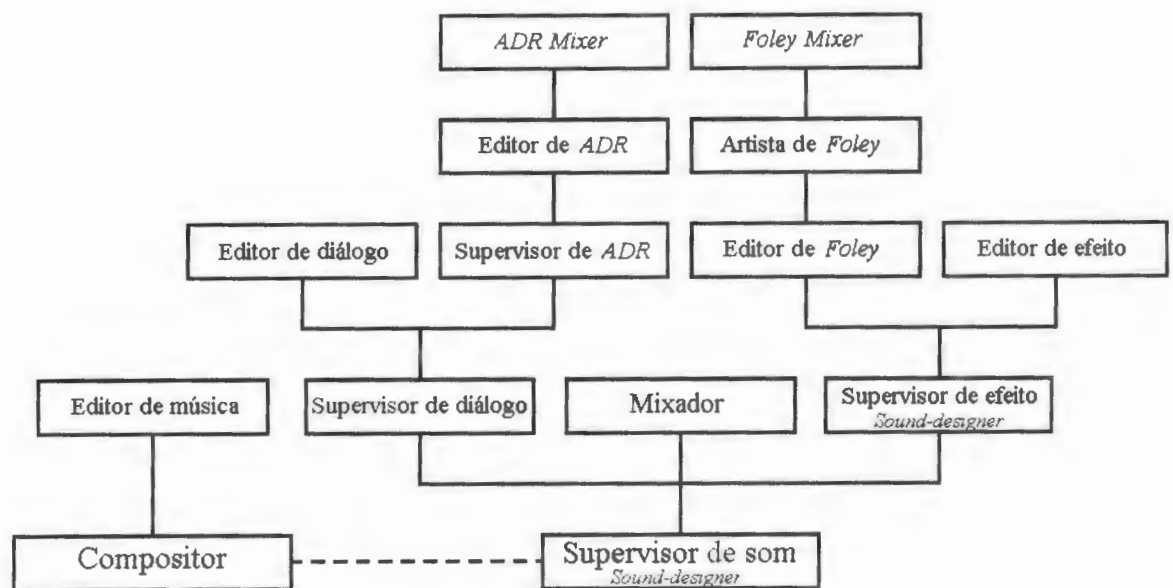 ADR Mixer
Foley Mixer
Editor de ADR
Artista de Foley
Editor de diálogo
Supervisor de ADR
Editor de Foley
Editor de efeito
Editor de música
Supervisor de diálogo
Mixador
Supervisor de efeito
Sound-designer
Compositor
Supervisor de som
Sound-designer